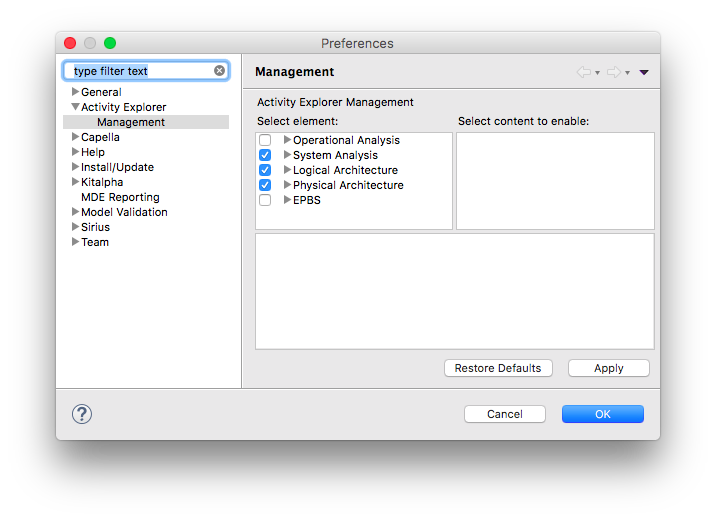 Preferences
type filter text
General
Activity Explorer
Management
Capella
Help
Install/Update
Kitalpha
MDE Reporting
Model Validation
Sirius
Team
Management
Activity Explorer Management
Select element:
Operational Analysis
System Analysis
Logical Architecture
Physical Architecture
EPBS
Select content to enable:
Restore Defaults
Apply
?
Cancel
OK